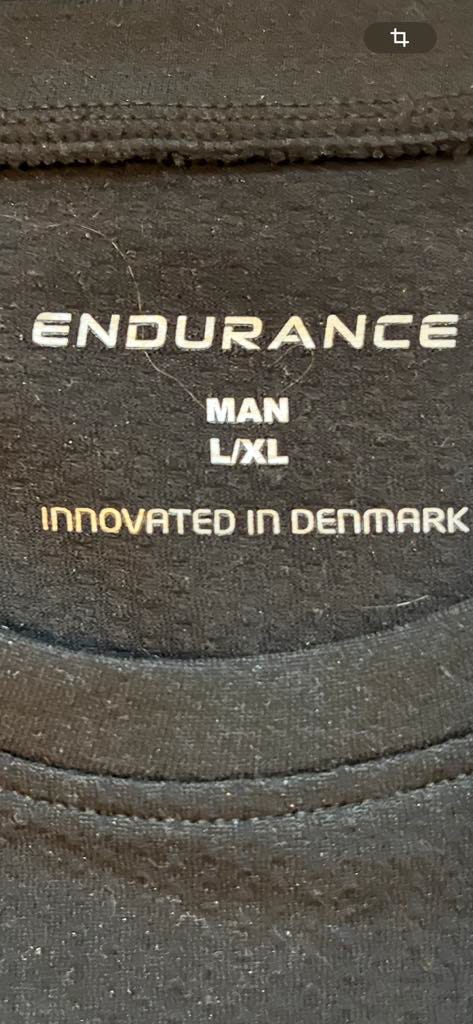 ENDURANCE
MAN
L/XL
INNOVATED IN DENMARK